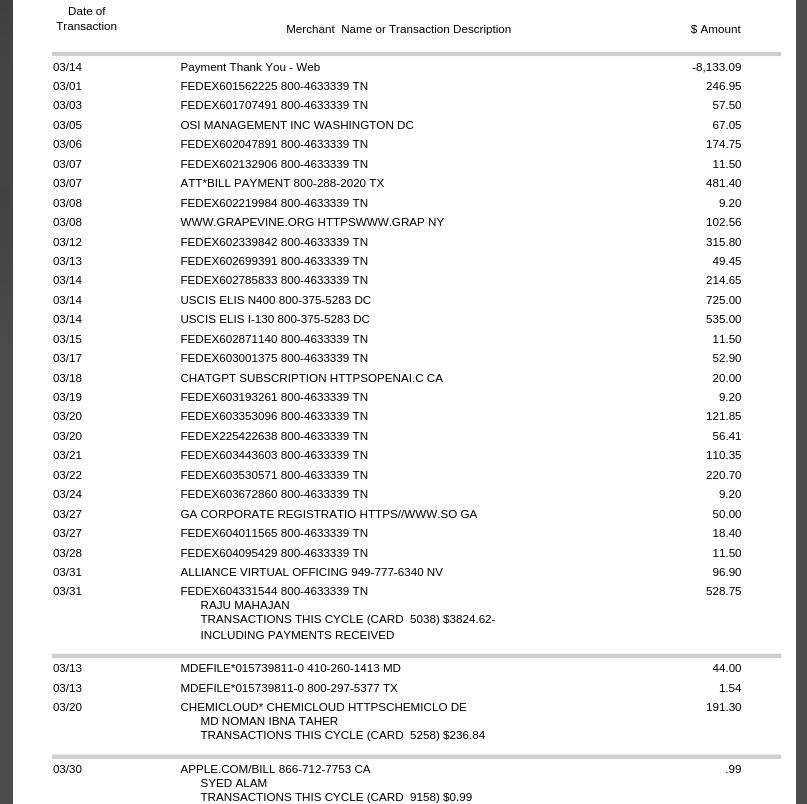 Date of
Transaction
Merchant Name or Transaction Description
$ Amount
03/14 Payment Thank You - Web -8,133.09
03/01 FEDEX601562225 800-4633339 TN 246.95
03/03 FEDEX601707491 800-4633339 TN 57.50
03/05 OSI MANAGEMENT INC WASHINGTON DC 67.05
03/06 FEDEX602047891 800-4633339 TN 174.75
03/07 FEDEX602132906 800-4633339 TN 11.50
03/07 ATT*BILL PAYMENT 800-288-2020 TX 481.40
03/08 FEDEX602219984 800-4633339 TN 9.20
03/08 WWW.GRAPEVINE.ORG HTTPSWWW.GRAP NY 102.56
03/12 FEDEX602339842 800-4633339 TN 315.80
03/13 FEDEX602699391 800-4633339 TN 49.45
03/14 FEDEX602785833 800-4633339 TN 214.65
03/14 USCIS ELIS N400 800-375-5283 DC 725.00
03/14 USCIS ELIS I-130 800-375-5283 DC 535.00
03/15 FEDEX602871140 800-4633339 TN 11.50
03/17 FEDEX603001375 800-4633339 TN 52.90
03/18 CHATGPT SUBSCRIPTION HTTPSOPENAI.C CA 20.00
03/19 FEDEX603193261 800-4633339 TN 9.20
03/20 FEDEX603353096 800-4633339 TN 121.85
03/20 FEDEX225422638 800-4633339 TN 56.41
03/21 FEDEX603443603 800-4633339 TN 110.35
03/22 FEDEX603530571 800-4633339 TN 220.70
03/24 FEDEX603672860 800-4633339 TN 9.20
03/27 GA CORPORATE REGISTRATIO HTTPS//WWW.SO GA 50.00
03/27 FEDEX604011565 800-4633339 TN 18.40
03/28 FEDEX604095429 800-4633339 TN 11.50
03/31 ALLIANCE VIRTUAL OFFICING 949-777-6340 NV 96.90
03/31 FEDEX604331544 800-4633339 TN 528.75
RAJU MAHAJAN
TRANSACTIONS THIS CYCLE (CARD 5038) $3824.62-
INCLUDING PAYMENTS RECEIVED
03/13 MDEFILE*015739811-0 410-260-1413 MD 44.00
03/13 MDEFILE*015739811-0 800-297-5377 TX 1.54
03/20 CHEMICLOUD* CHEMICLOUD HTTPSCHEMICLO DE 191.30
MD NOMAN IBNA TAHER
TRANSACTIONS THIS CYCLE (CARD 5258) $236.84
03/30 APPLE.COM/BILL 866-712-7753 CA .99
SYED ALAM
TRANSACTIONS THIS CYCLE (CARD 9158) $0.99